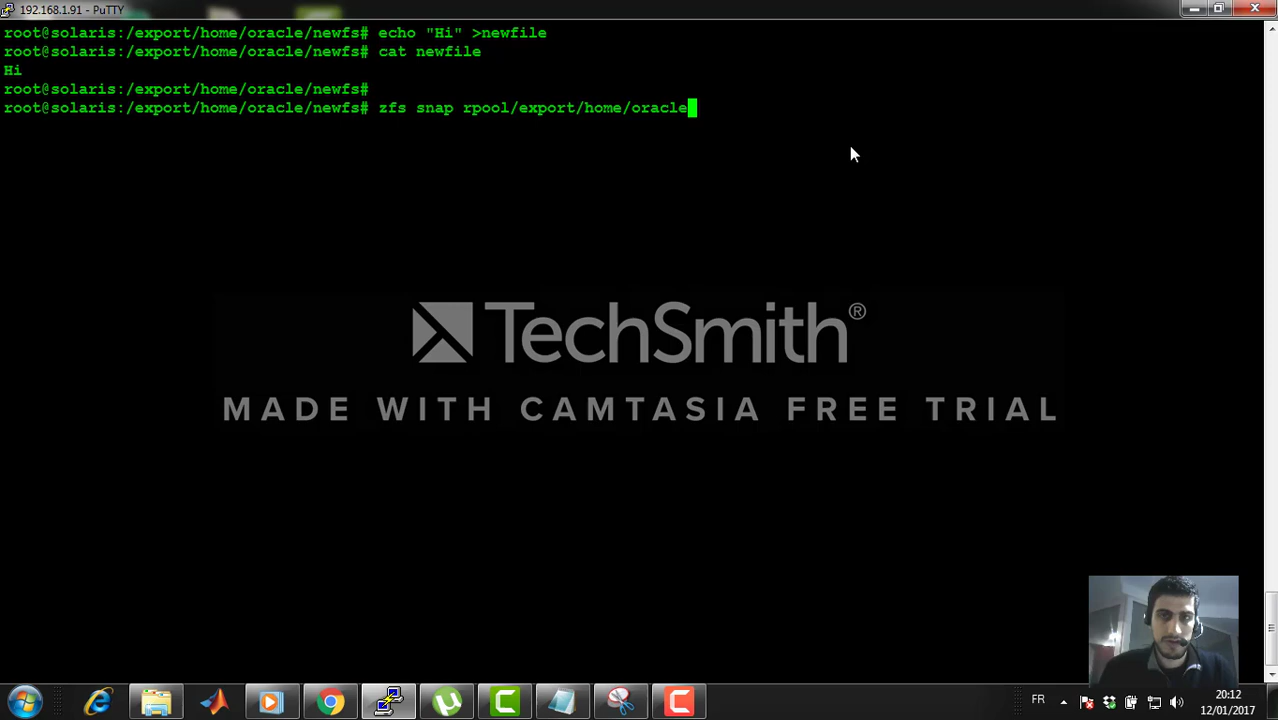 192.168.1.91 - PuTTY
root@solaris:/export/home/oracle/newfs# echo "Hi" >newfile
root@solaris:/export/home/oracle/newfs# cat newfile
Hi
root@solaris:/export/home/oracle/newfs#
root@solaris:/export/home/oracle/newfs# zfs snap rpool/export/home/oracle
TechSmith®
MADE WITH CAMTASIA FREE TRIAL
FR
20:12
12/01/2017